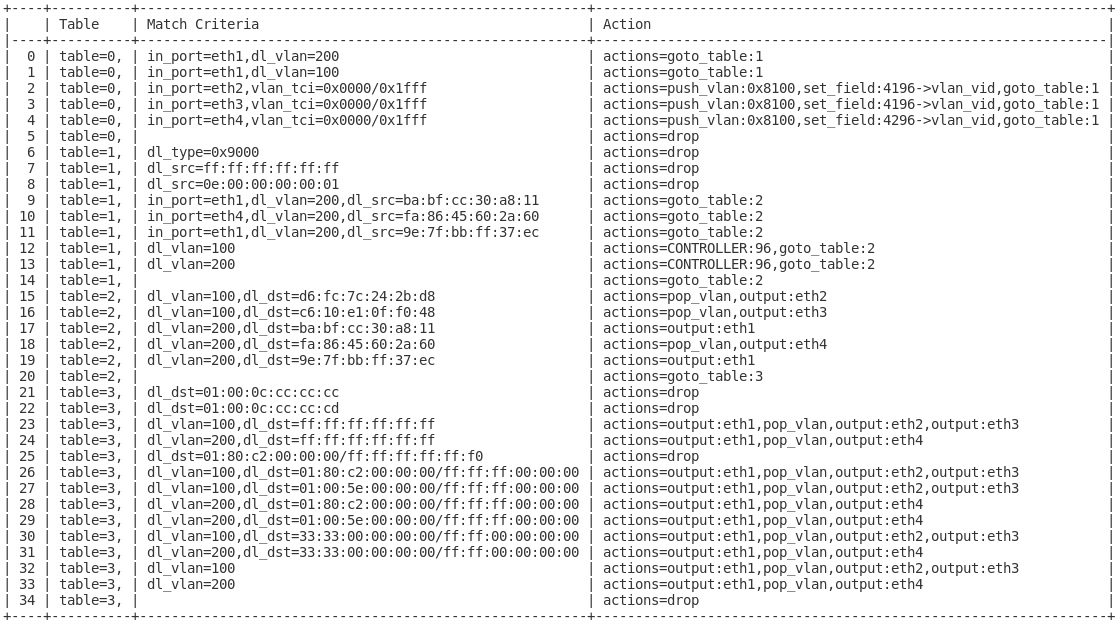 +----+----------+---------------------------------------------------------+----------------------------------------------------------------+
|    | Table    | Match Criteria                                          | Action                                                         |
|----+----------+---------------------------------------------------------+----------------------------------------------------------------|
|  0 | table=0, | in_port=eth1,dl_vlan=200                                | actions=goto_table:1                                           |
|  1 | table=0, | in_port=eth1,dl_vlan=100                                | actions=goto_table:1                                           |
|  2 | table=0, | in_port=eth2,vlan_tci=0x0000/0x1fff                     | actions=push_vlan:0x8100,set_field:4196->vlan_vid,goto_table:1 |
|  3 | table=0, | in_port=eth3,vlan_tci=0x0000/0x1fff                     | actions=push_vlan:0x8100,set_field:4196->vlan_vid,goto_table:1 |
|  4 | table=0, | in_port=eth4,vlan_tci=0x0000/0x1fff                     | actions=push_vlan:0x8100,set_field:4296->vlan_vid,goto_table:1 |
|  5 | table=0, |                                                         | actions=drop                                                   |
|  6 | table=1, | dl_type=0x9000                                          | actions=drop                                                   |
|  7 | table=1, | dl_src=ff:ff:ff:ff:ff:ff                                | actions=drop                                                   |
|  8 | table=1, | dl_src=0e:00:00:00:00:01                                | actions=drop                                                   |
|  9 | table=1, | in_port=eth1,dl_vlan=200,dl_src=ba:bf:cc:30:a8:11       | actions=goto_table:2                                           |
| 10 | table=1, | in_port=eth4,dl_vlan=200,dl_src=fa:86:45:60:2a:60       | actions=goto_table:2                                           |
| 11 | table=1, | in_port=eth1,dl_vlan=200,dl_src=9e:7f:bb:ff:37:ec       | actions=goto_table:2                                           |
| 12 | table=1, | dl_vlan=100                                             | actions=CONTROLLER:96,goto_table:2                             |
| 13 | table=1, | dl_vlan=200                                             | actions=CONTROLLER:96,goto_table:2                             |
| 14 | table=1, |                                                         | actions=goto_table:2                                           |
| 15 | table=2, | dl_vlan=100,dl_dst=d6:fc:7c:24:2b:d8                    | actions=pop_vlan,output:eth2                                   |
| 16 | table=2, | dl_vlan=100,dl_dst=c6:10:e1:0f:f0:48                    | actions=pop_vlan,output:eth3                                   |
| 17 | table=2, | dl_vlan=200,dl_dst=ba:bf:cc:30:a8:11                    | actions=output:eth1                                            |
| 18 | table=2, | dl_vlan=200,dl_dst=fa:86:45:60:2a:60                    | actions=pop_vlan,output:eth4                                   |
| 19 | table=2, | dl_vlan=200,dl_dst=9e:7f:bb:ff:37:ec                    | actions=output:eth1                                            |
| 20 | table=2, |                                                         | actions=goto_table:3                                           |
| 21 | table=3, | dl_dst=01:00:0c:cc:cc:cc                                | actions=drop                                                   |
| 22 | table=3, | dl_dst=01:00:0c:cc:cc:cd                                | actions=drop                                                   |
| 23 | table=3, | dl_vlan=100,dl_dst=ff:ff:ff:ff:ff:ff                    | actions=output:eth1,pop_vlan,output:eth2,output:eth3           |
| 24 | table=3, | dl_vlan=200,dl_dst=ff:ff:ff:ff:ff:ff                    | actions=output:eth1,pop_vlan,output:eth4                       |
| 25 | table=3, | dl_dst=01:80:c2:00:00:00/ff:ff:ff:ff:ff:f0              | actions=drop                                                   |
| 26 | table=3, | dl_vlan=100,dl_dst=01:80:c2:00:00:00/ff:ff:ff:00:00:00  | actions=output:eth1,pop_vlan,output:eth2,output:eth3           |
| 27 | table=3, | dl_vlan=100,dl_dst=01:00:5e:00:00:00/ff:ff:ff:00:00:00  | actions=output:eth1,pop_vlan,output:eth2,output:eth3           |
| 28 | table=3, | dl_vlan=200,dl_dst=01:80:c2:00:00:00/ff:ff:ff:00:00:00  | actions=output:eth1,pop_vlan,output:eth4                       |
| 29 | table=3, | dl_vlan=200,dl_dst=01:00:5e:00:00:00/ff:ff:ff:00:00:00  | actions=output:eth1,pop_vlan,output:eth4                       |
| 30 | table=3, | dl_vlan=100,dl_dst=33:33:00:00:00:00/ff:ff:00:00:00:00  | actions=output:eth1,pop_vlan,output:eth2,output:eth3           |
| 31 | table=3, | dl_vlan=200,dl_dst=33:33:00:00:00:00/ff:ff:00:00:00:00  | actions=output:eth1,pop_vlan,output:eth4                       |
| 32 | table=3, | dl_vlan=100                                             | actions=output:eth1,pop_vlan,output:eth2,output:eth3           |
| 33 | table=3, | dl_vlan=200                                             | actions=output:eth1,pop_vlan,output:eth4                       |
| 34 | table=3, |                                                         | actions=drop                                                   |
+----+----------+---------------------------------------------------------+----------------------------------------------------------------+